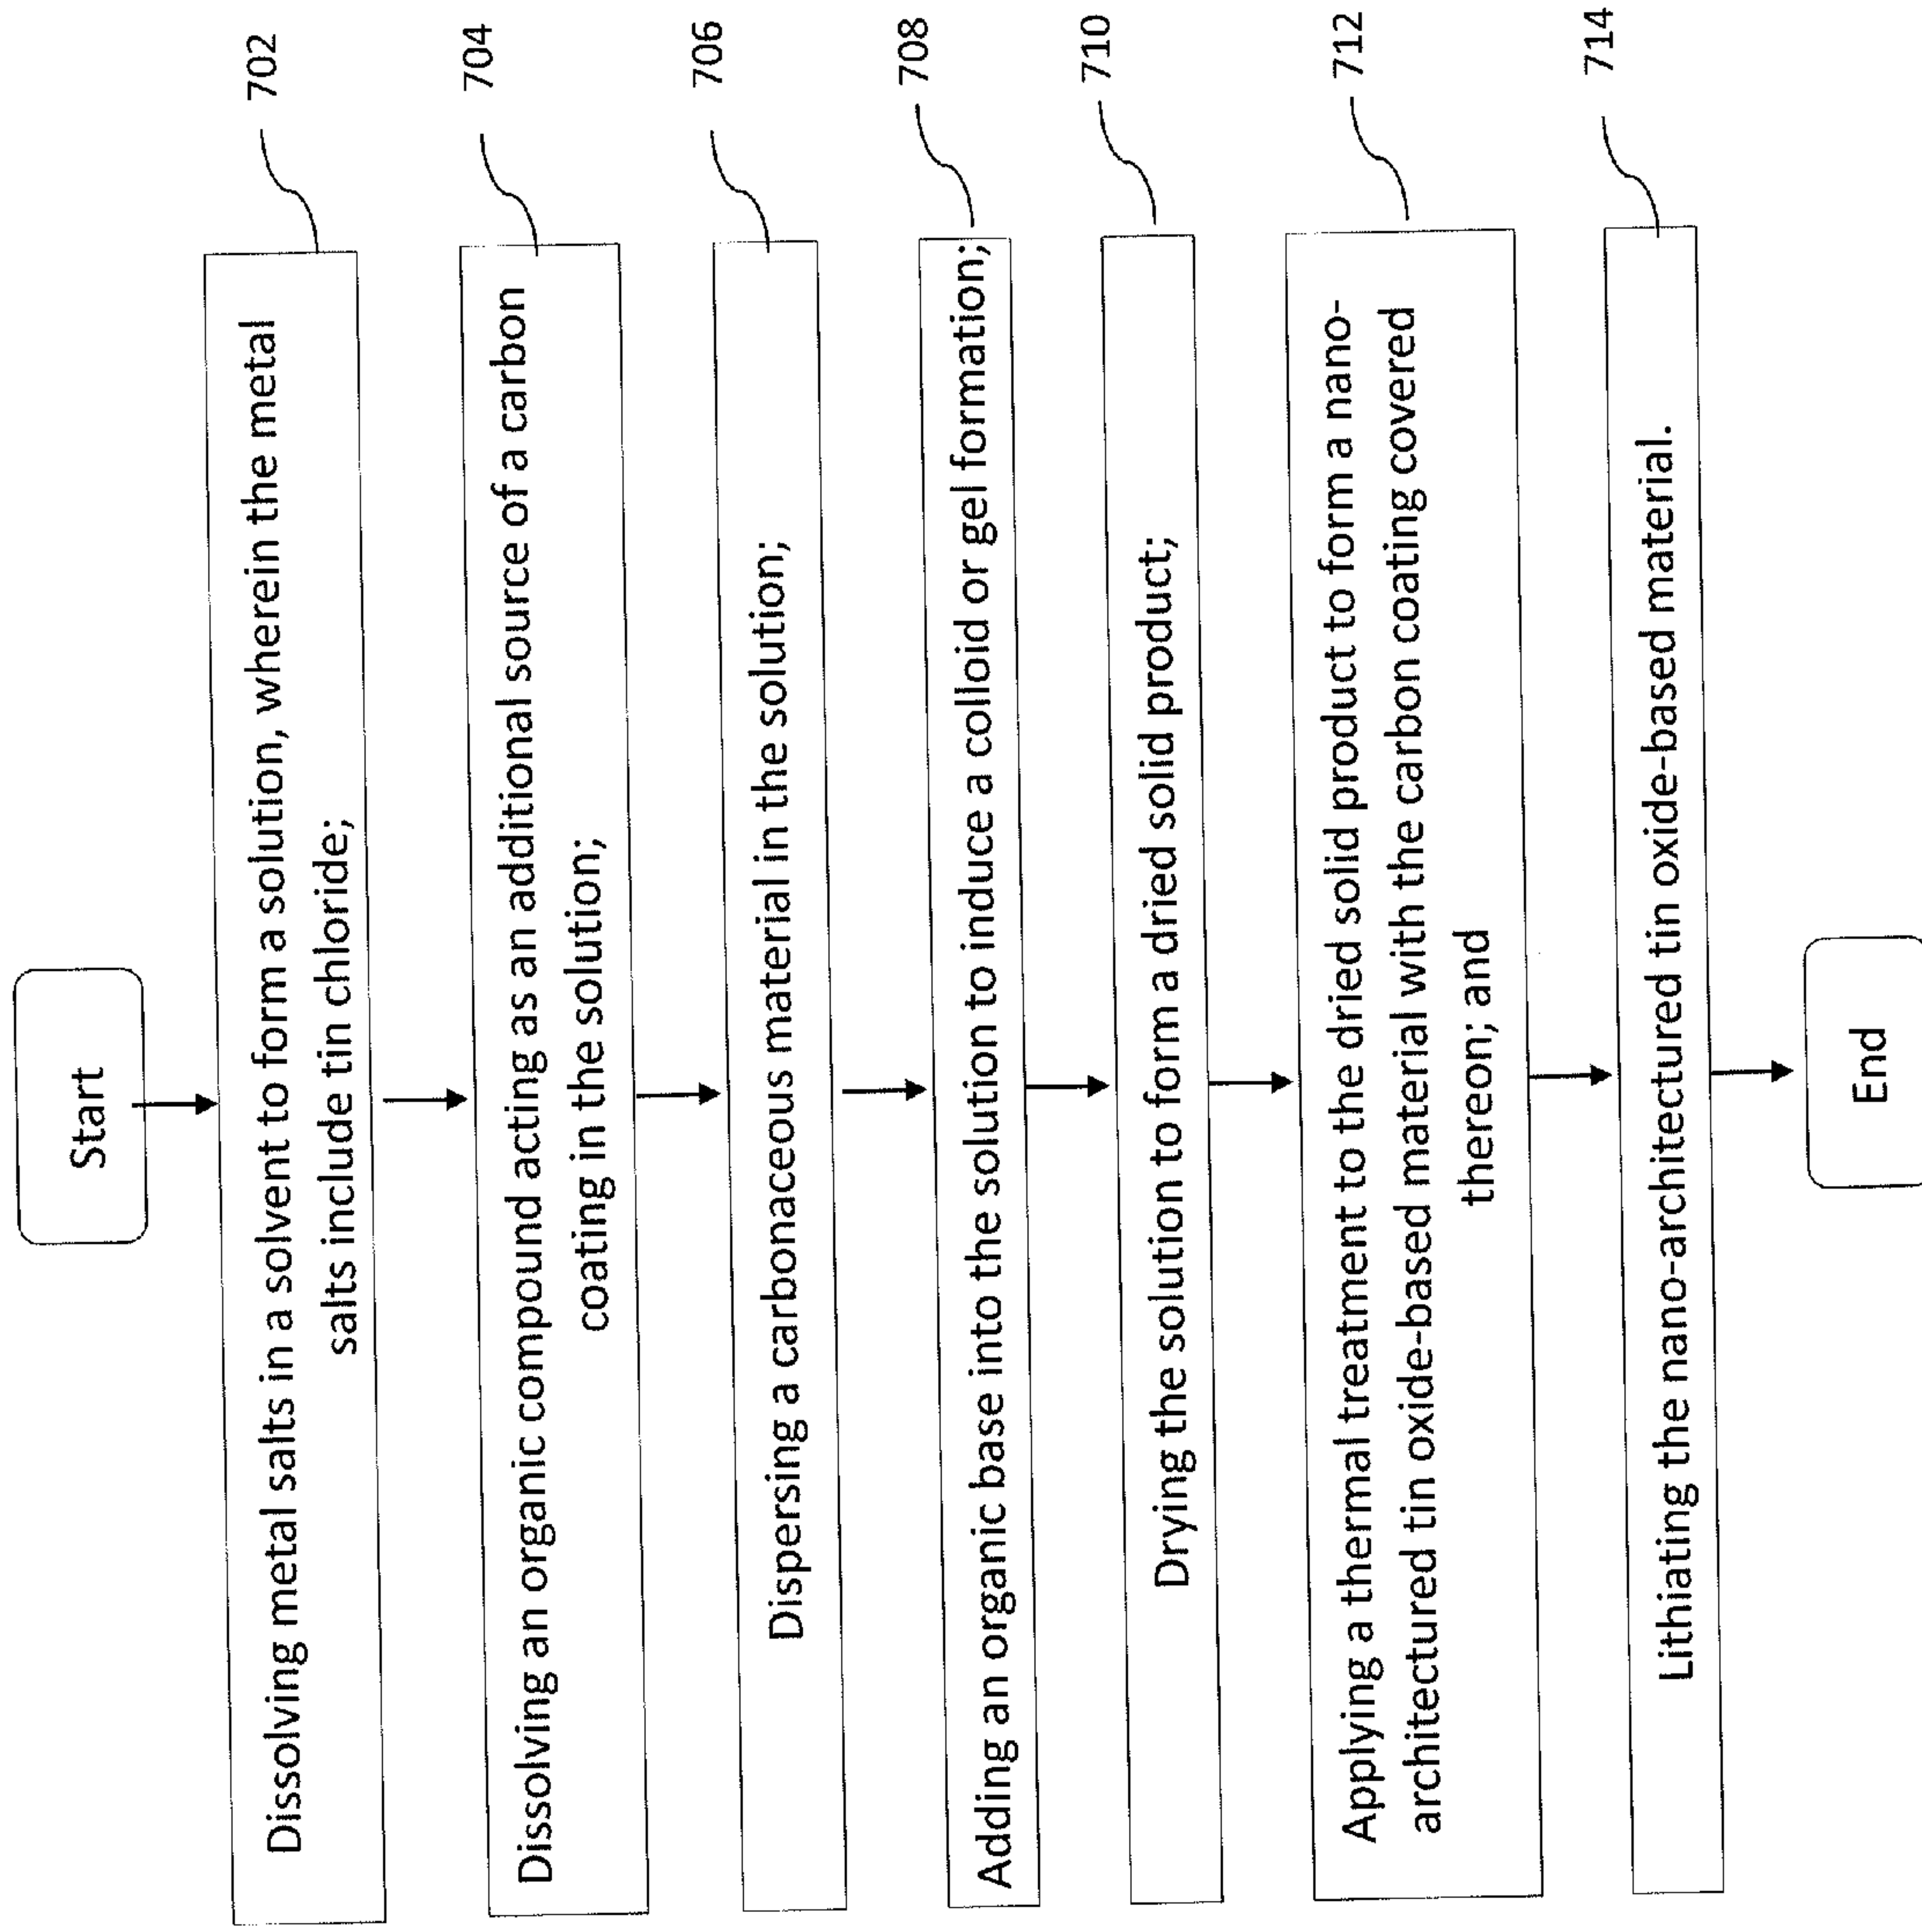 Start
Dissolving metal salts in a solvent to form a solution, wherein the metal
salts include tin chloride;
702
Dissolving an organic compound acting as an additional source of a carbon
coating in the solution;
704
Dispersing a carbonaceous material in the solution;
706
Adding an organic base into the solution to induce a colloid or gel formation;
708
Drying the solution to form a dried solid product;
710
Applying a thermal treatment to the dried solid product to form a nano-
architectured tin oxide-based material with the carbon coating covered
thereon; and
712
Lithiating the nano-architectured tin oxide-based material.
714
End